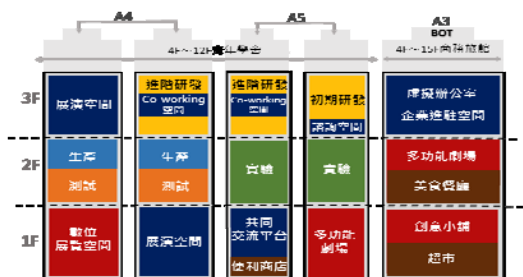 A4
A5
A3
BOT
4F～12F青年學舍
4F～15F商務旅館
3F
展演空間
進階研發
Co working
空間
進階研發
Co-working
空間
初期研發
諮詢空間
虛擬辦公室
企業進駐空間
2F
生產
測試
生產
測試
實驗
實驗
多功能劇場
美食餐廳
1F
數位
展覽空間
展演空間
共同
交流平台
便利商店
多功能
劇場
創意小舖
超市